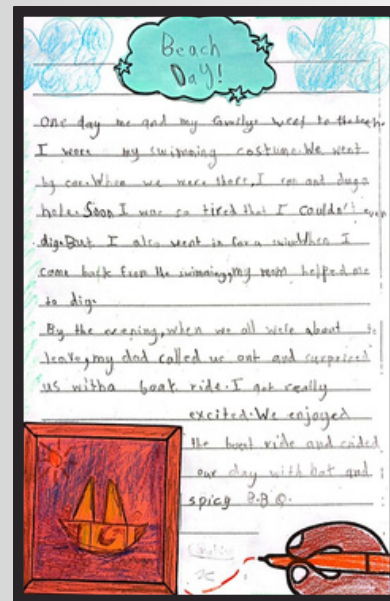 Beach
Day!
One day me and my family went to the beach.
I wore my swimming costume. We went
by car. When we were there, I ran and dug a
hole. Soon I was so tired that I couldn't even
dig. But I also went in for a swim. When I
came back from the swimming, my mom helped me
to dig.
By the evening, when we all were about to
leave, my dad called us out and surprised
us with a boat ride. I got really
excited. We enjoyed
the boat ride and ended
our day with hot and
spicy B.B.Q.